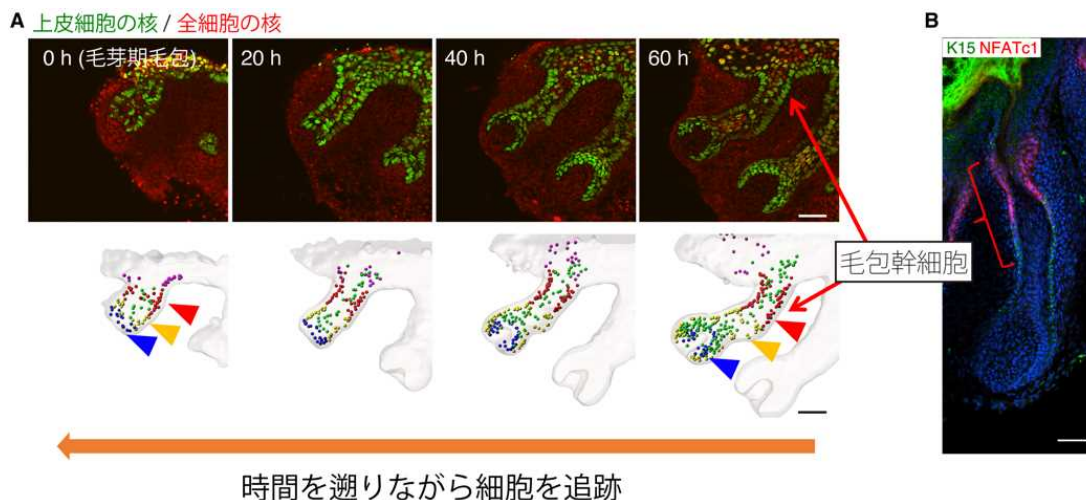 A 上皮細胞の核 / 全細胞の核
0 h (毛芽期毛包)
20 h
40 h
60 h
毛包幹細胞
時間を遡りながら細胞を追跡
B
K15 NFATc1